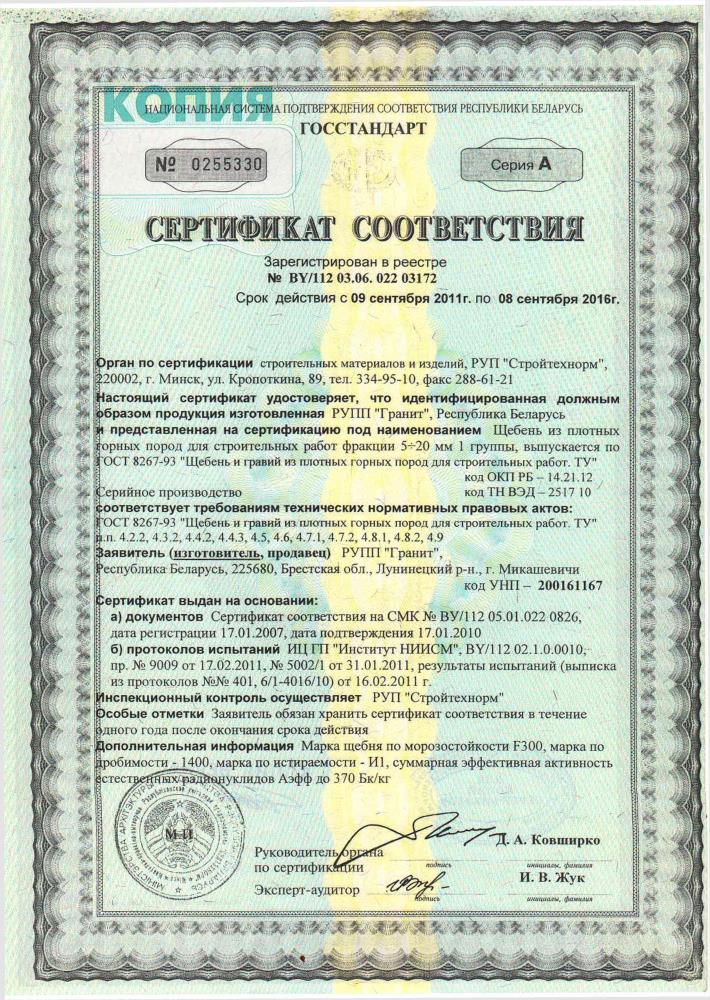 КОПИЯ
НАЦИОНАЛЬНАЯ СИСТЕМА ПОДТВЕРЖДЕНИЯ СООТВЕТСТВИЯ РЕСПУБЛИКИ БЕЛАРУСЬ
ГОССТАНДАРТ
№ 0255330
Серия А
СЕРТИФИКАТ СООТВЕТСТВИЯ
Зарегистрирован в реестре
№ BY/112 03.06. 022 03172
Срок действия с 09 сентября 2011г. по 08 сентября 2016г.
Орган по сертификации строительных материалов и изделий, РУП "Стройтехнорм",
220002, г. Минск, ул. Кропоткина, 89, тел. 334-95-10, факс 288-61-21
Настоящий сертификат удостоверяет, что идентифицированная должным
образом продукция изготовленная РУПП "Гранит", Республика Беларусь
и представленная на сертификацию под наименованием Щебень из плотных
горных пород для строительных работ фракции 5÷20 мм 1 группы, выпускается по
ГОСТ 8267-93 "Щебень и гравий из плотных горных пород для строительных работ. ТУ"
код ОКП РБ – 14.21.12
Серийное производство
код ТН ВЭД – 2517 10
соответствует требованиям технических нормативных правовых актов:
ГОСТ 8267-93 "Щебень и гравий из плотных горных пород для строительных работ. ТУ"
п.п. 4.2.2, 4.3.2, 4.4.2, 4.4.3, 4.5, 4.6, 4.7.1, 4.7.2, 4.8.1, 4.8.2, 4.9
Заявитель (изготовитель, продавец) РУПП "Гранит",
Республика Беларусь, 225680, Брестская обл., Лунинецкий р-н., г. Микашевичи
код УНП – 200161167
Сертификат выдан на основании:
а) документов Сертификат соответствия на СМК № BY/112 05.01.022 0826,
дата регистрации 17.01.2007, дата подтверждения 17.01.2010
б) протоколов испытаний ИЦ ГП "Институт НИИСМ", BY/112 02.1.0.0010;
пр. № 9009 от 17.02.2011, № 5002/1 от 31.01.2011, результаты испытаний (выписка
из протоколов №№ 401, 6/1-4016/10) от 16.02.2011 г.
Инспекционный контроль осуществляет РУП "Стройтехнорм"
Особые отметки Заявитель обязан хранить сертификат соответствия в течение
одного года после окончания срока действия
Дополнительная информация Марка щебня по морозостойкости F300, марка по
дробимости - 1400, марка по истираемости - И1, суммарная эффективная активность
естественных радионуклидов Аэфф до 370 Бк/кг
М.П.
Руководитель органа
по сертификации
подпись
Д. А. Ковширко
инициалы, фамилия
Эксперт-аудитор
подпись
И. В. Жук
инициалы, фамилия